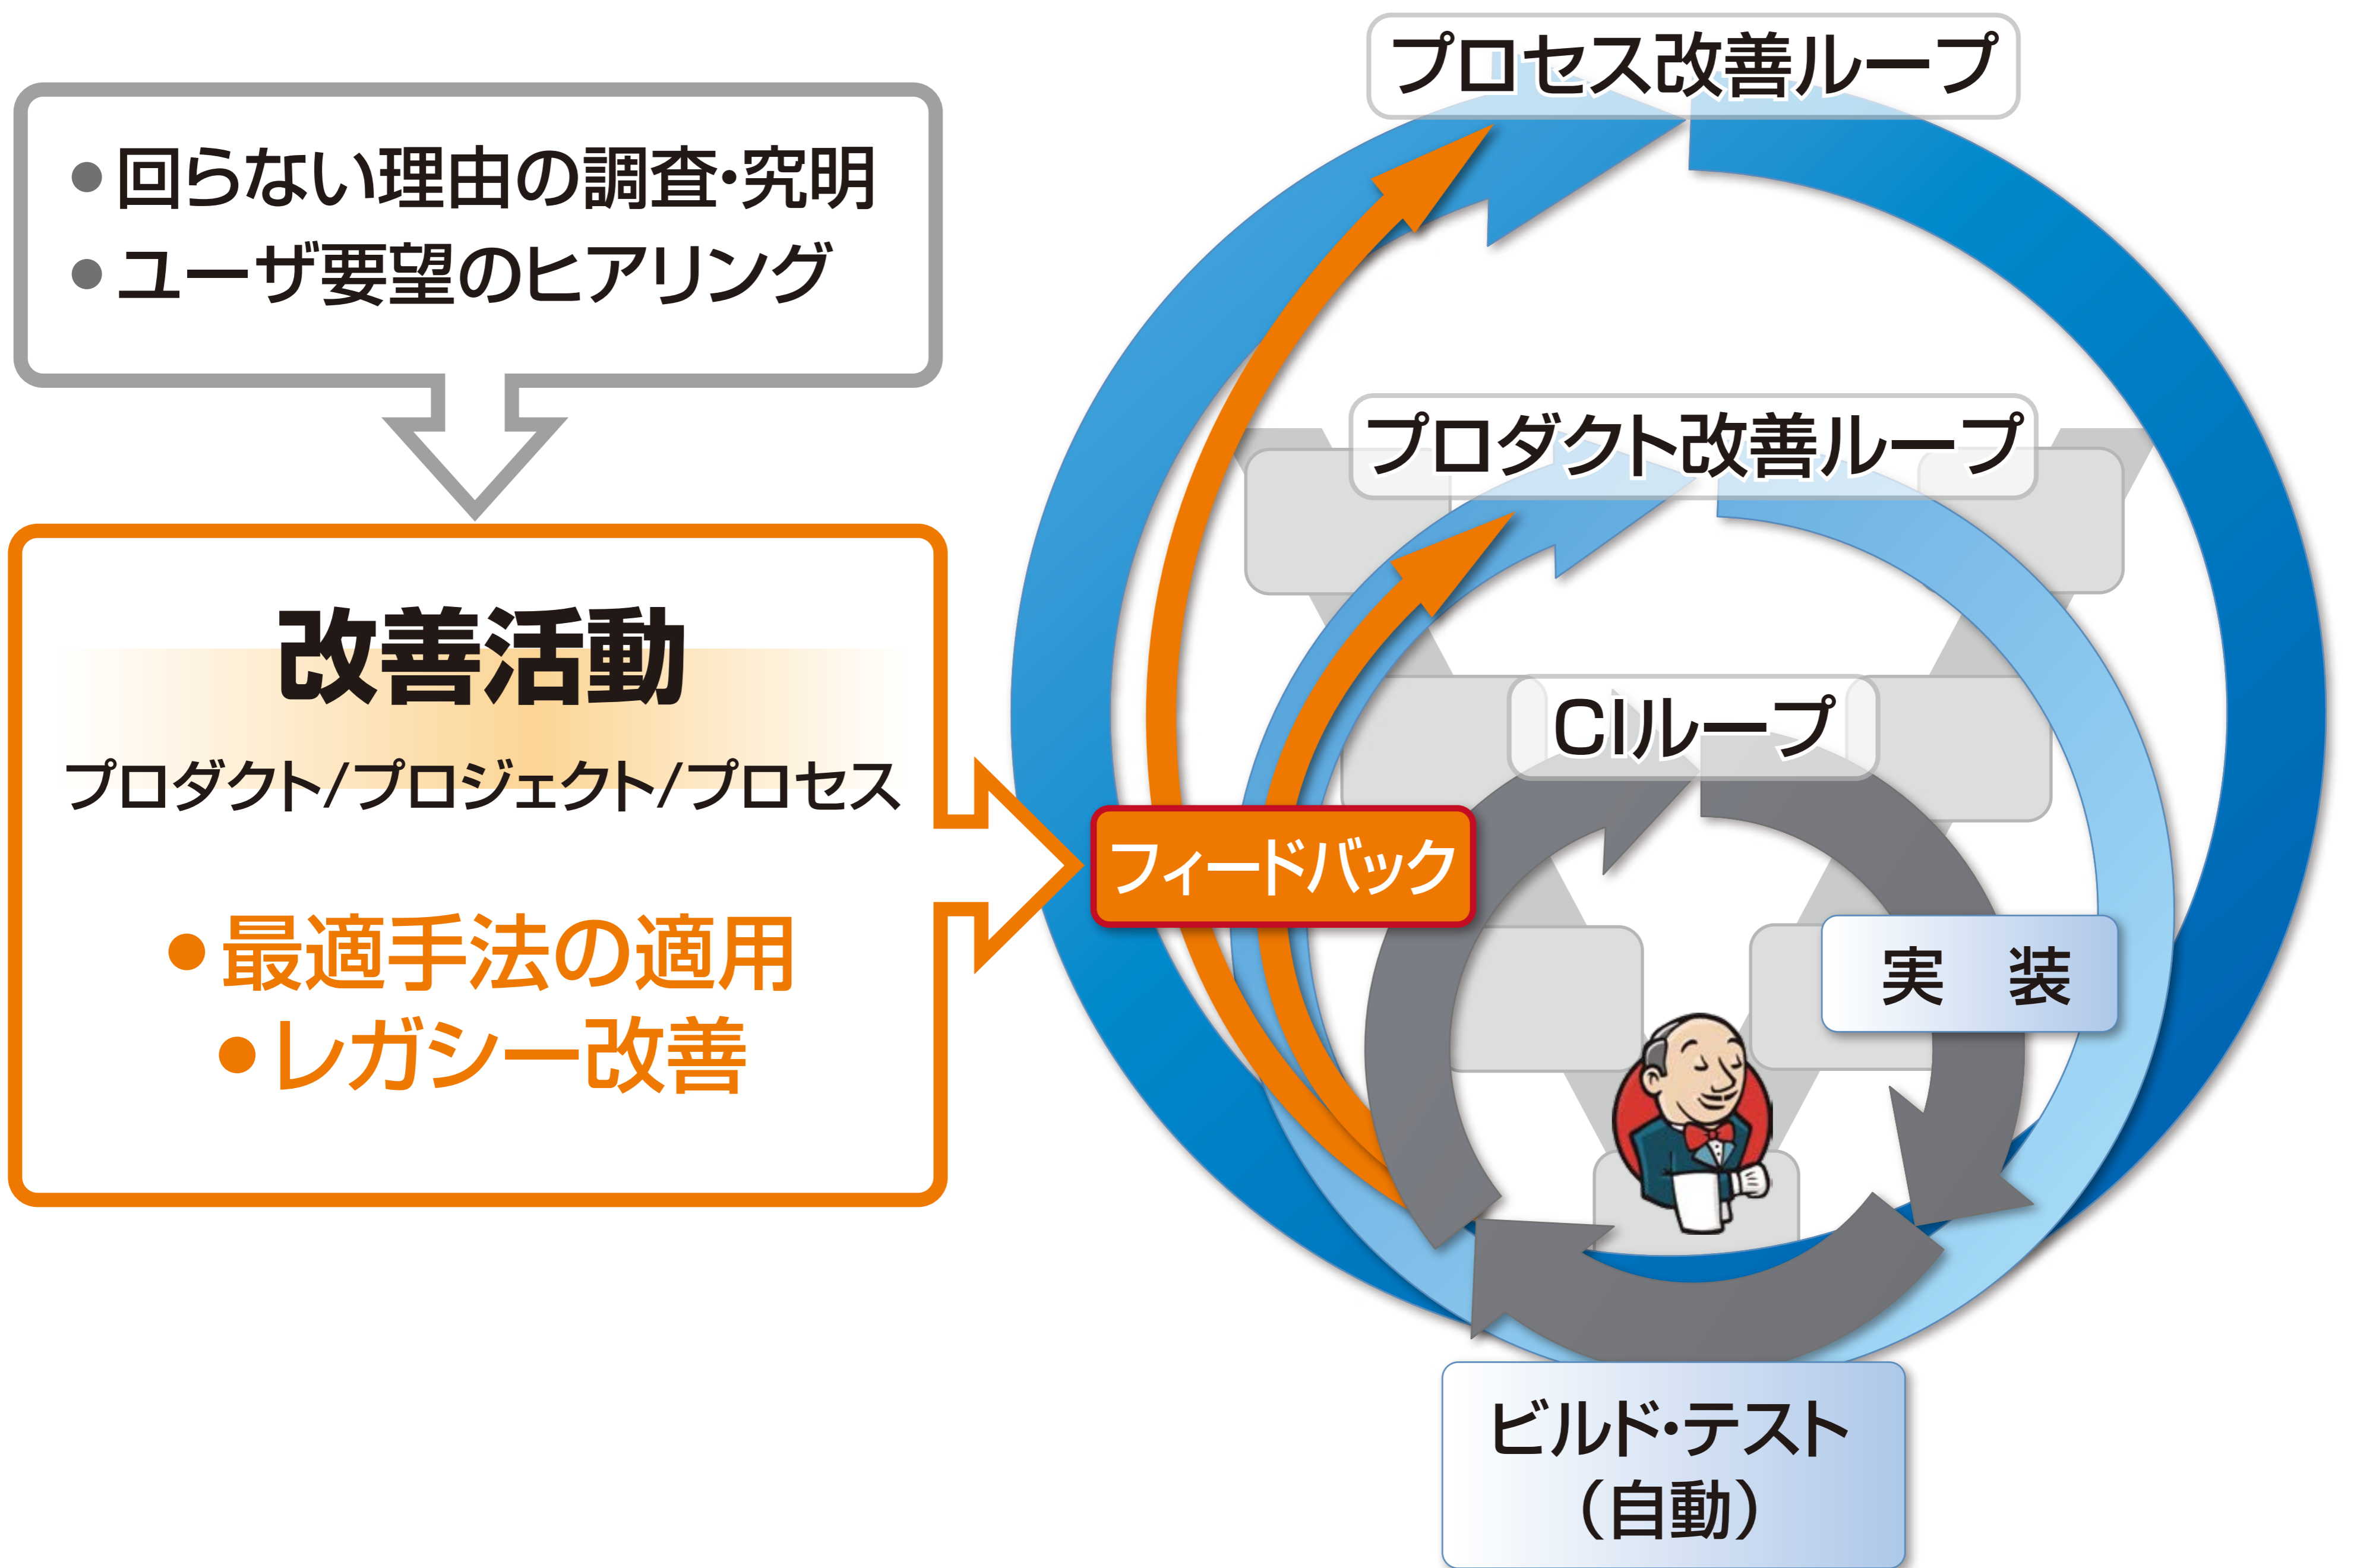 • 回らない理由の調査・究明
• ユーザ要望のヒアリング
改善活動
プロダクト/プロジェクト/プロセス
• 最適手法の適用
• レガシー改善
プロセス改善ループ
プロダクト改善ループ
CIループ
フィードバック
実　装
ビルド・テスト
（自動）